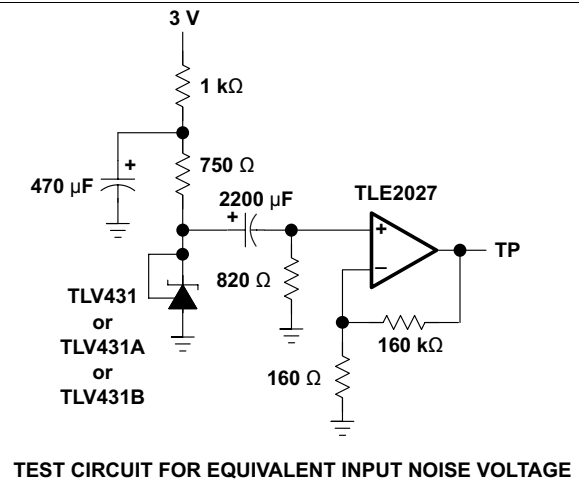 3 V
1 kΩ
750 Ω
470 μF
2200 μF
TLE2027
TP
820 Ω
160 kΩ
160 Ω
TLV431
or
TLV431A
or
TLV431B
TEST CIRCUIT FOR EQUIVALENT INPUT NOISE VOLTAGE